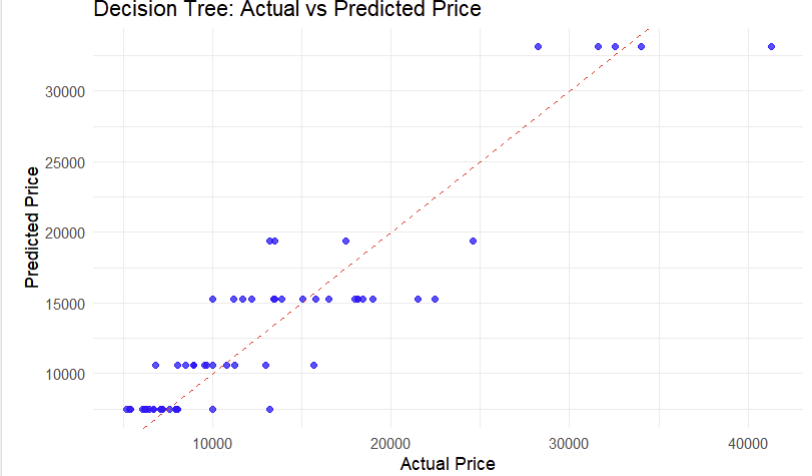 Decision Tree: Actual vs Predicted Price
Predicted Price
30000
25000
20000
15000
10000
10000 20000 30000 40000
Actual Price